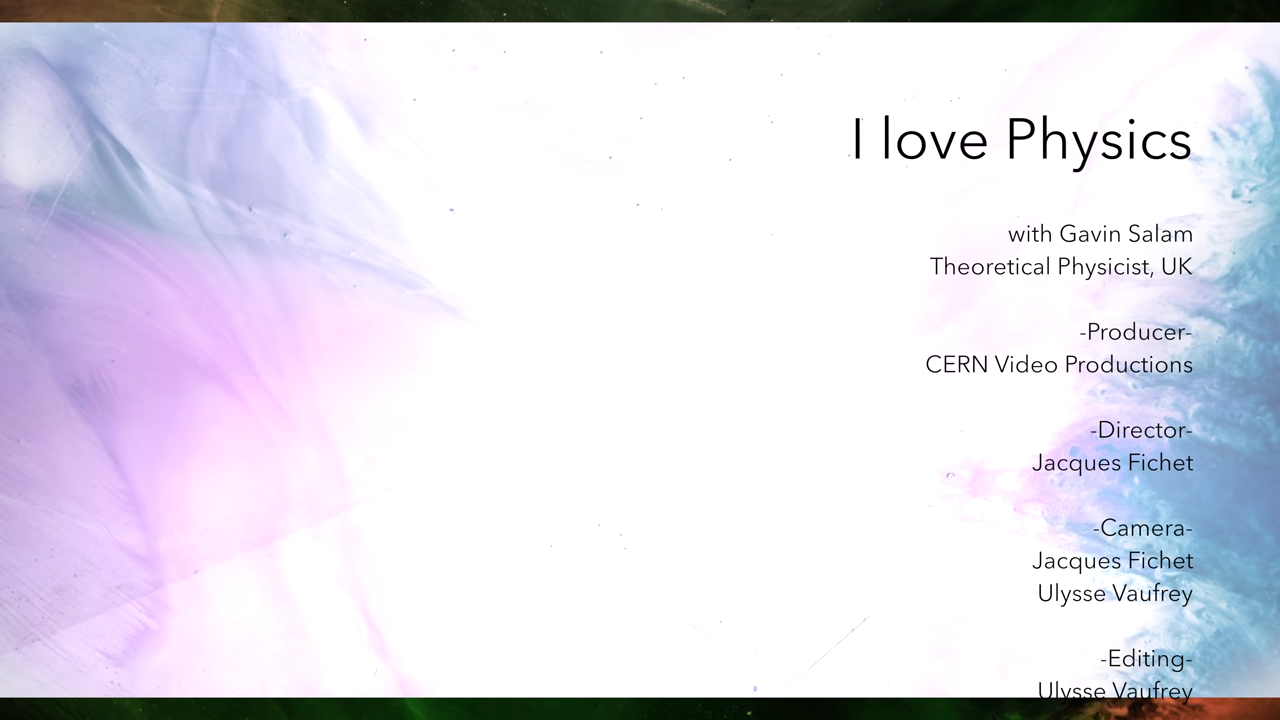 I love Physics
with Gavin Salam
Theoretical Physicist, UK
-Producer-
CERN Video Productions
-Director-
Jacques Fichet
-Camera-
Jacques Fichet
Ulysse Vaufrey
-Editing-
Ulysse Vaufrey